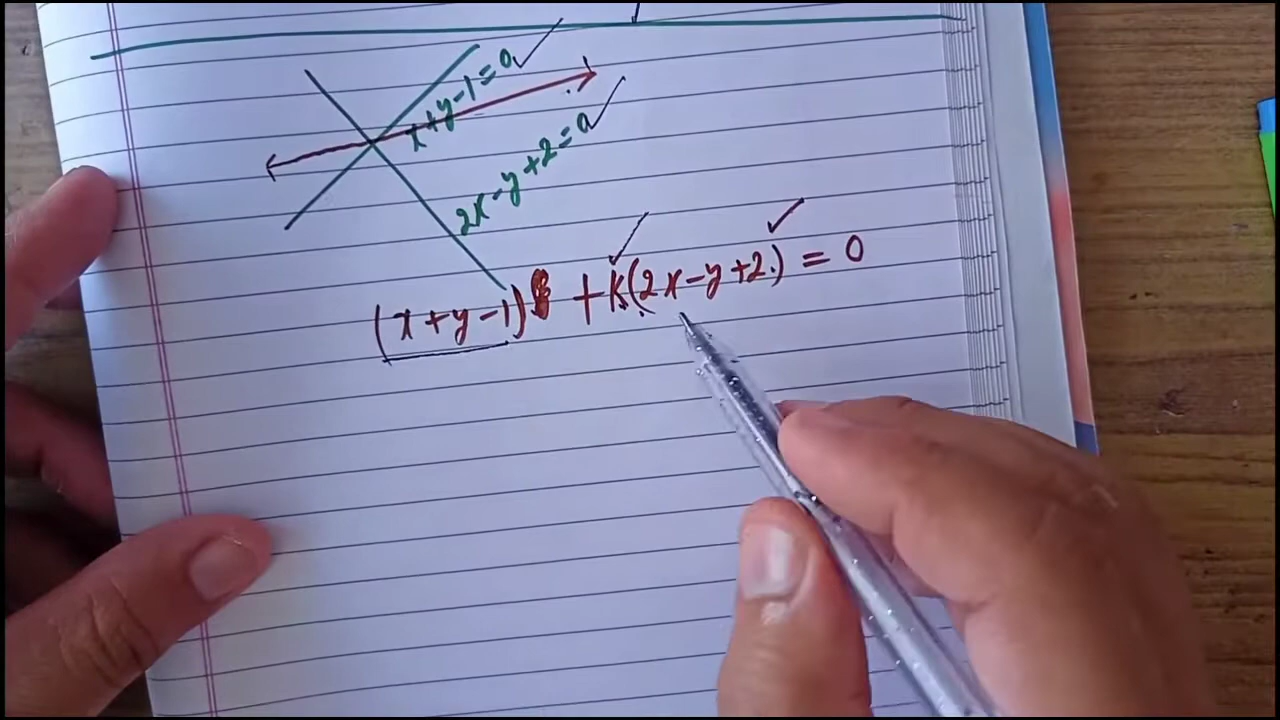 x+y-1=0
2x-y+2=0
(x+y-1) + K(2x-y+2) = 0